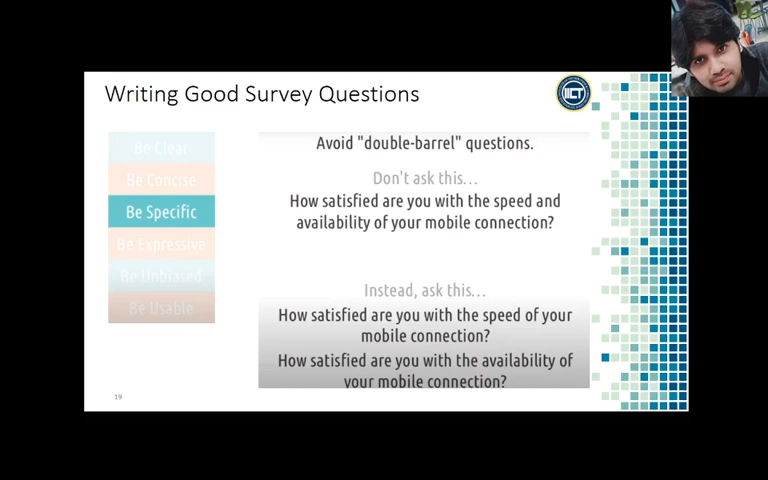 Writing Good Survey Questions
IICT
Be Clear
Be Concise
Be Specific
Be Expressive
Be Unbiased
Be Usable
Avoid "double-barrel" questions.
Don't ask this...
How satisfied are you with the speed and
availability of your mobile connection?
Instead, ask this...
How satisfied are you with the speed of your
mobile connection?
How satisfied are you with the availability of
your mobile connection?
19